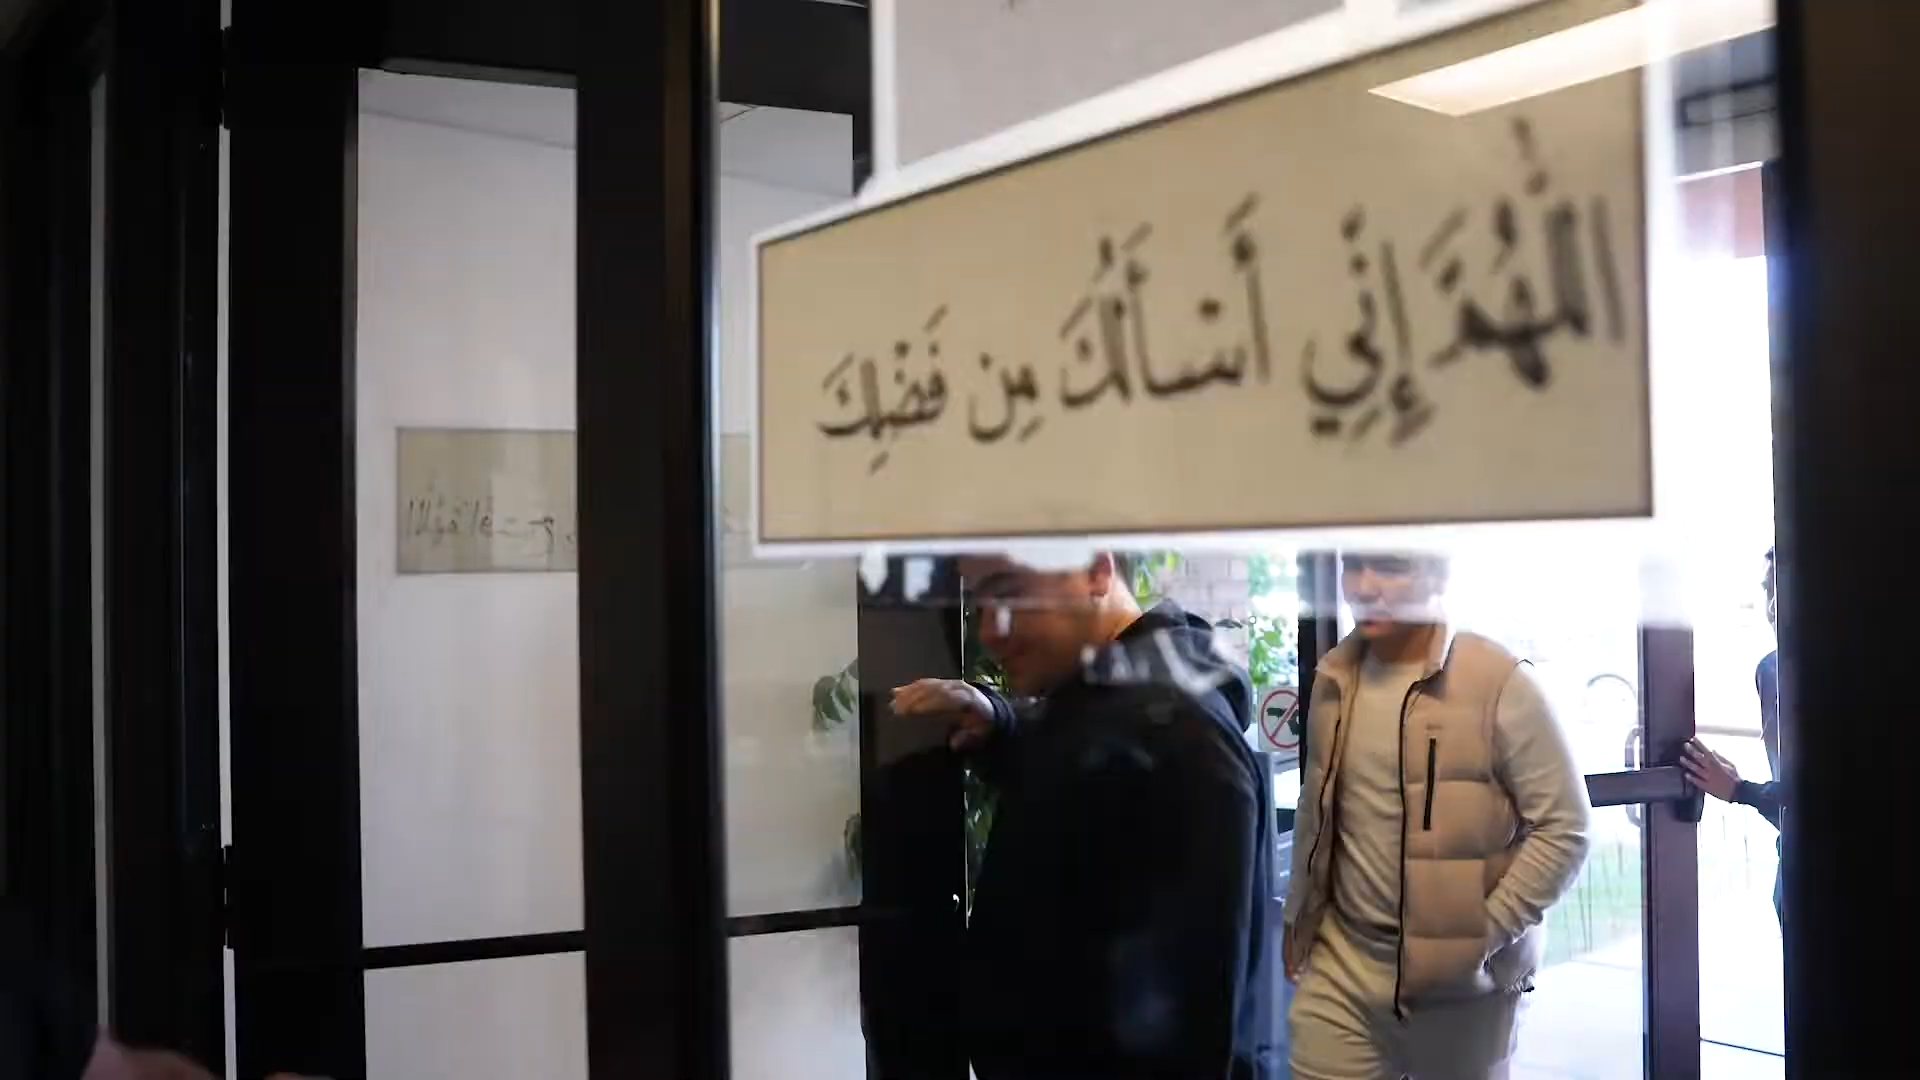 اللّٰهُمَّ إِنِّي أَسْأَلُكَ مِن فَضْلِكَ